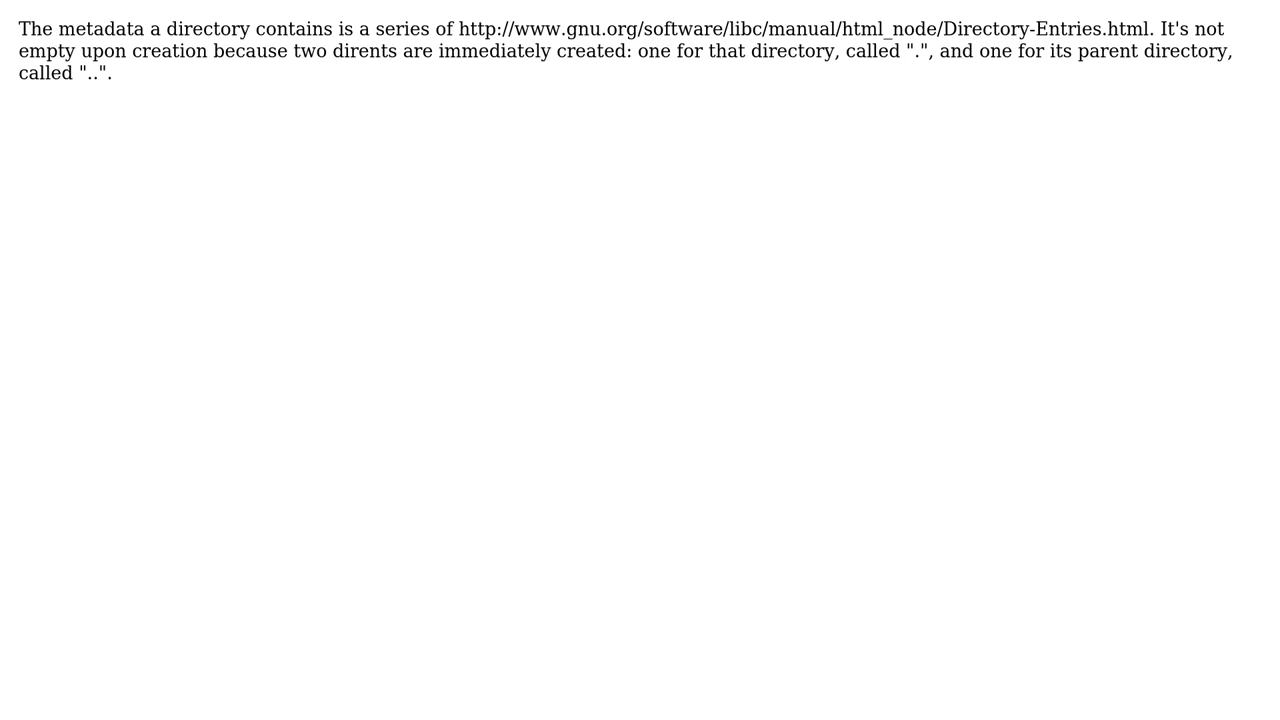 The metadata a directory contains is a series of http://www.gnu.org/software/libc/manual/html_node/Directory-Entries.html. It's not
empty upon creation because two dirents are immediately created: one for that directory, called ".", and one for its parent directory,
called "..".